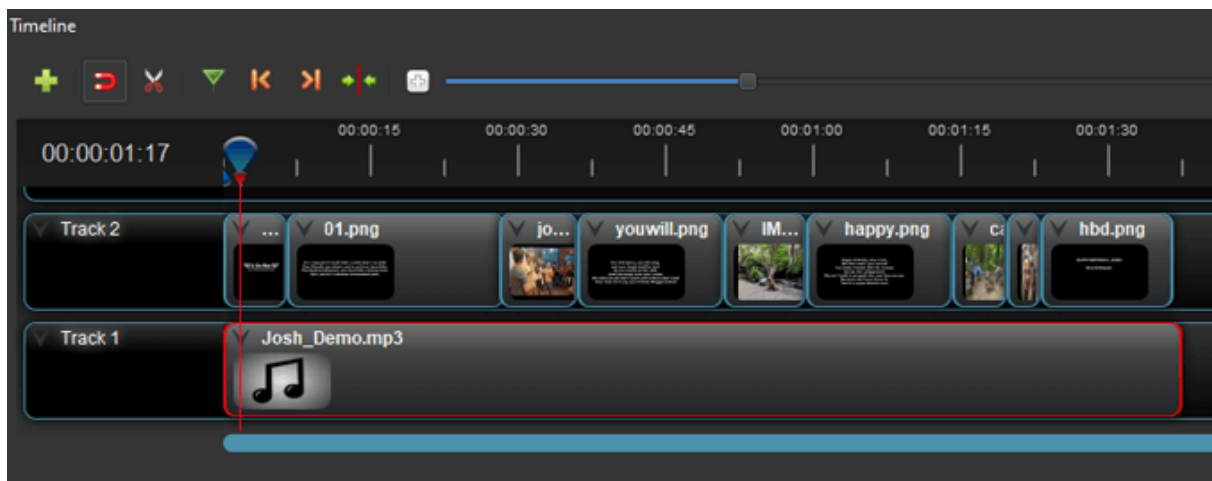 Timeline
00:00:01:17
00:00:15 00:00:30 00:00:45 00:01:00 00:01:15 00:01:30
Track 2 ... 01.png jo... youwill.png IM... happy.png ca hbd.png
Track 1 Josh_Demo.mp3